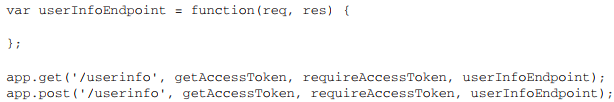 var userInfoEndpoint = function(req, res) {
};
app.get('/userinfo', getAccessToken, requireAccessToken, userInfoEndpoint);
app.post('/userinfo', getAccessToken, requireAccessToken, userInfoEndpoint);